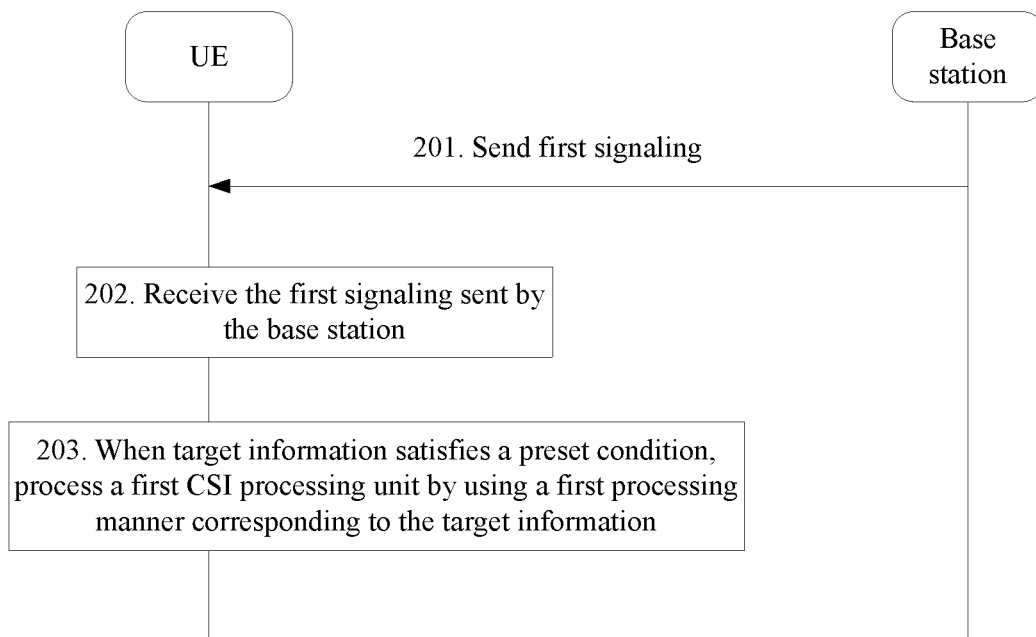 UE
Base
station
201. Send first signaling
202. Receive the first signaling sent by
the base station
203. When target information satisfies a preset condition,
process a first CSI processing unit by using a first processing
manner corresponding to the target information